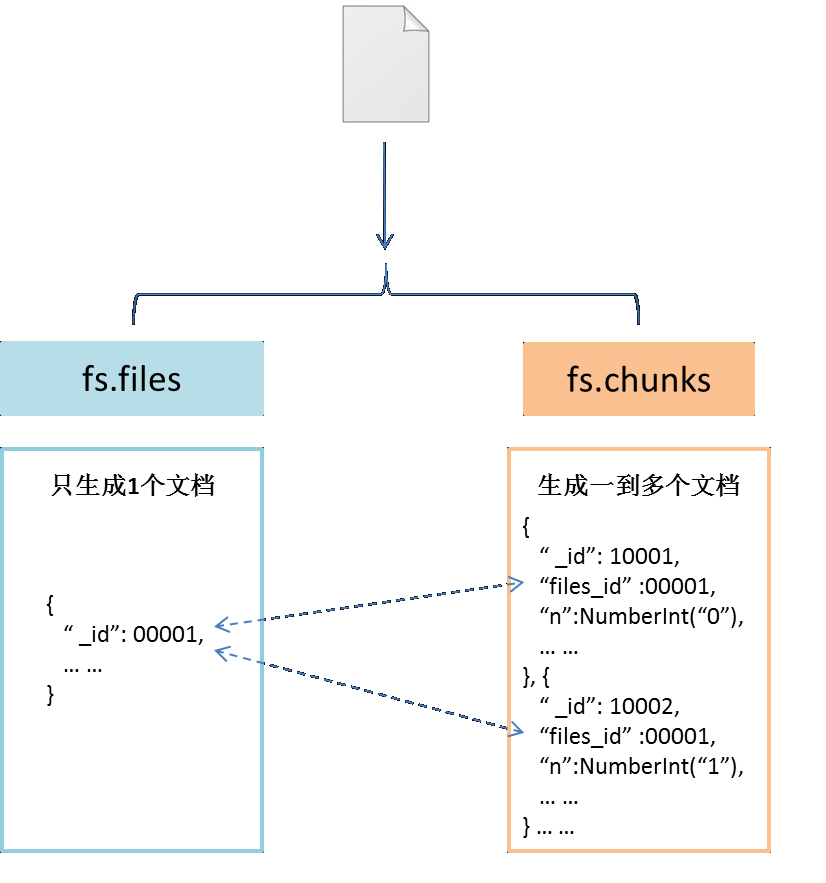 fs.files
fs.chunks
只生成1个文档
{
“ _id”: 00001,
... ...
}
生成一到多个文档
{
“ _id”: 10001,
“files_id” :00001,
“n”:NumberInt(“0”),
... ...
}, {
“ _id”: 10002,
“files_id” :00001,
“n”:NumberInt(“1”),
... ...
} ... ...